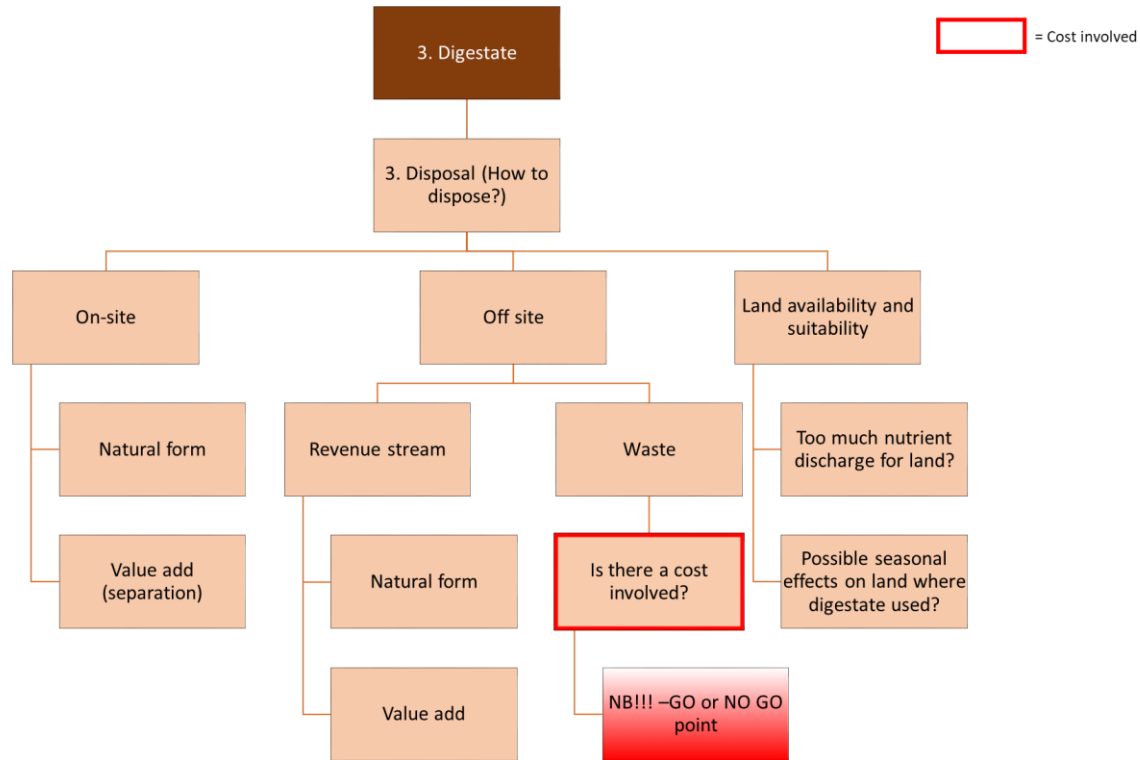 3. Digestate
= Cost involved
3. Disposal (How to
dispose?)
On-site
Off site
Land availability and
suitability
Natural form
Revenue stream
Waste
Too much nutrient
discharge for land?
Value add
(separation)
Natural form
Is there a cost
involved?
Possible seasonal
effects on land where
digestate used?
Value add
NB!!! –GO or NO GO
point